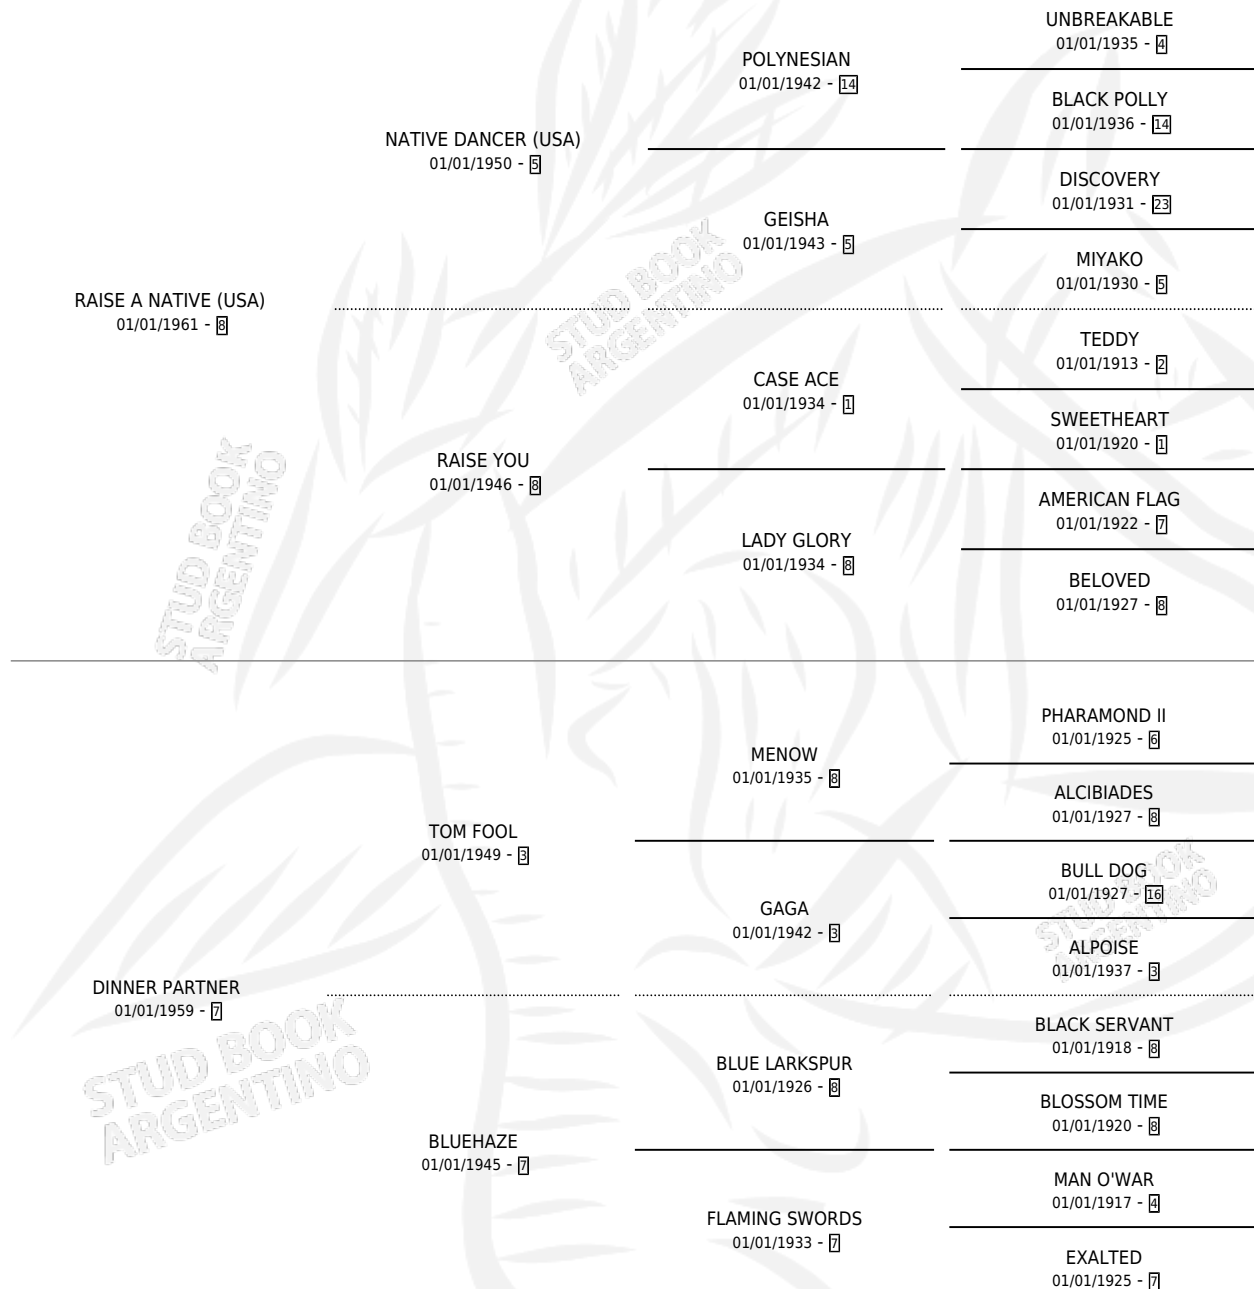 UNBREAKABLE
01/01/1935 - 4
POLYNESIAN
01/01/1942 - 14
BLACK POLLY
01/01/1936 - 14
NATIVE DANCER (USA)
01/01/1950 - 5
DISCOVERY
01/01/1931 - 23
GEISHA
01/01/1943 - 5
MIYAKO
01/01/1930 - 5
RAISE A NATIVE (USA)
01/01/1961 - 8
TEDDY
01/01/1913 - 2
CASE ACE
01/01/1934 - 1
SWEETHEART
01/01/1920 - 1
RAISE YOU
01/01/1946 - 8
AMERICAN FLAG
01/01/1922 - 7
LADY GLORY
01/01/1934 - 8
BELOVED
01/01/1927 - 8
PHARAMOND II
01/01/1925 - 6
MENOW
01/01/1935 - 8
ALCIBIADES
01/01/1927 - 8
TOM FOOL
01/01/1949 - 3
BULL DOG
01/01/1927 - 16
GAGA
01/01/1942 - 3
ALPOISE
01/01/1937 - 3
DINNER PARTNER
01/01/1959 - 7
BLACK SERVANT
01/01/1918 - 8
BLUE LARKSPUR
01/01/1926 - 8
BLOSSOM TIME
01/01/1920 - 8
BLUEHAZE
01/01/1945 - 7
MAN O'WAR
01/01/1917 - 4
FLAMING SWORDS
01/01/1933 - 7
EXALTED
01/01/1925 - 7
STUD BOOK
ARGENTINO
STUD BOOK
ARGENTINO
STUD BOOK
ARGENTINO
STUD BOOK
ARGENTINO